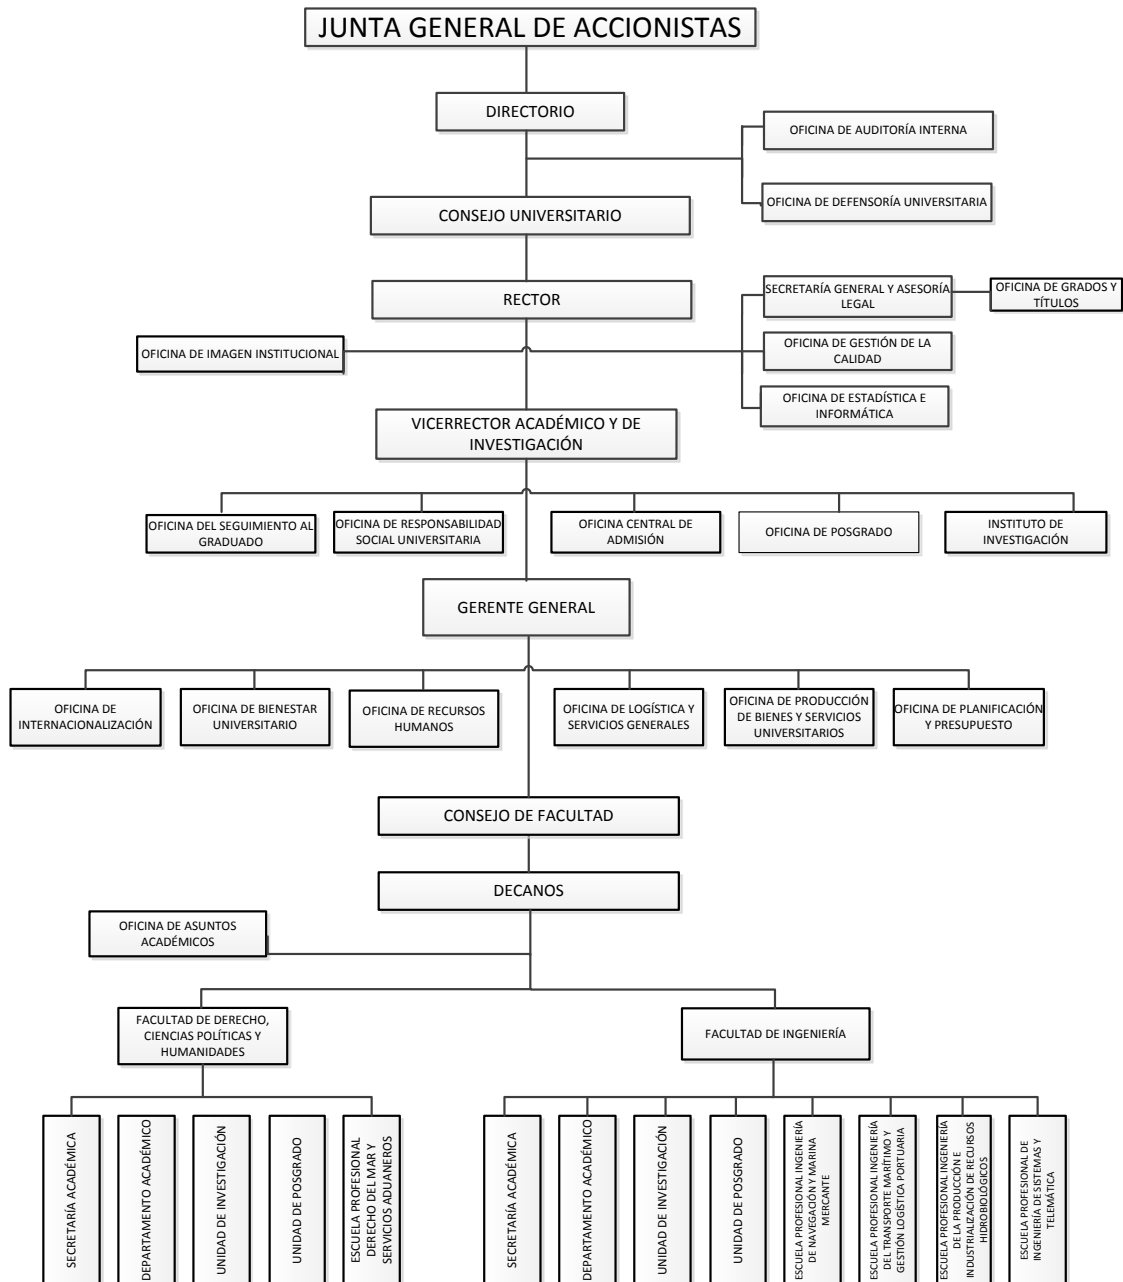 JUNTA GENERAL DE ACCIONISTAS
DIRECTORIO
OFICINA DE AUDITORÍA INTERNA
OFICINA DE DEFENSORÍA UNIVERSITARIA
CONSEJO UNIVERSITARIO
RECTOR
SECRETARÍA GENERAL Y ASESORÍA
LEGAL
OFICINA DE GRADOS Y
TÍTULOS
OFICINA DE IMAGEN INSTITUCIONAL
OFICINA DE GESTIÓN DE LA
CALIDAD
OFICINA DE ESTADÍSTICA E
INFORMÁTICA
VICERRECTOR ACADÉMICO Y DE
INVESTIGACIÓN
OFICINA DEL SEGUIMIENTO AL
GRADUADO
OFICINA DE RESPONSABILIDAD
SOCIAL UNIVERSITARIA
OFICINA CENTRAL DE
ADMISIÓN
OFICINA DE POSGRADO
INSTITUTO DE
INVESTIGACIÓN
GERENTE GENERAL
OFICINA DE
INTERNACIONALIZACIÓN
OFICINA DE BIENESTAR
UNIVERSITARIO
OFICINA DE RECURSOS
HUMANOS
OFICINA DE LOGÍSTICA Y
SERVICIOS GENERALES
OFICINA DE PRODUCCIÓN
DE BIENES Y SERVICIOS
UNIVERSITARIOS
OFICINA DE PLANIFICACIÓN
Y PRESUPUESTO
CONSEJO DE FACULTAD
DECANOS
OFICINA DE ASUNTOS
ACADÉMICOS
FACULTAD DE DERECHO,
CIENCIAS POLÍTICAS Y
HUMANIDADES
FACULTAD DE INGENIERÍA
SECRETARÍA ACADÉMICA
DEPARTAMENTO ACADÉMICO
UNIDAD DE INVESTIGACIÓN
UNIDAD DE POSGRADO
ESCUELA PROFESIONAL
DERECHO DEL MAR Y
SERVICIOS ADUANEROS
SECRETARÍA ACADÉMICA
DEPARTAMENTO ACADÉMICO
UNIDAD DE INVESTIGACIÓN
UNIDAD DE POSGRADO
ESCUELA PROFESIONAL INGENIERÍA
DE NAVEGACIÓN Y MARINA
MERCANTE
ESCUELA PROFESIONAL INGENIERÍA
DEL TRANSPORTE MARÍTIMO Y
GESTIÓN LOGÍSTICA PORTUARIA
ESCUELA PROFESIONAL INGENIERÍA
DE LA PRODUCCIÓN E
INDUSTRIALIZACIÓN DE RECURSOS
HIDROBIOLÓGICOS
ESCUELA PROFESIONAL DE
INGENIERÍA DE SISTEMAS Y
TELEMÁTICA